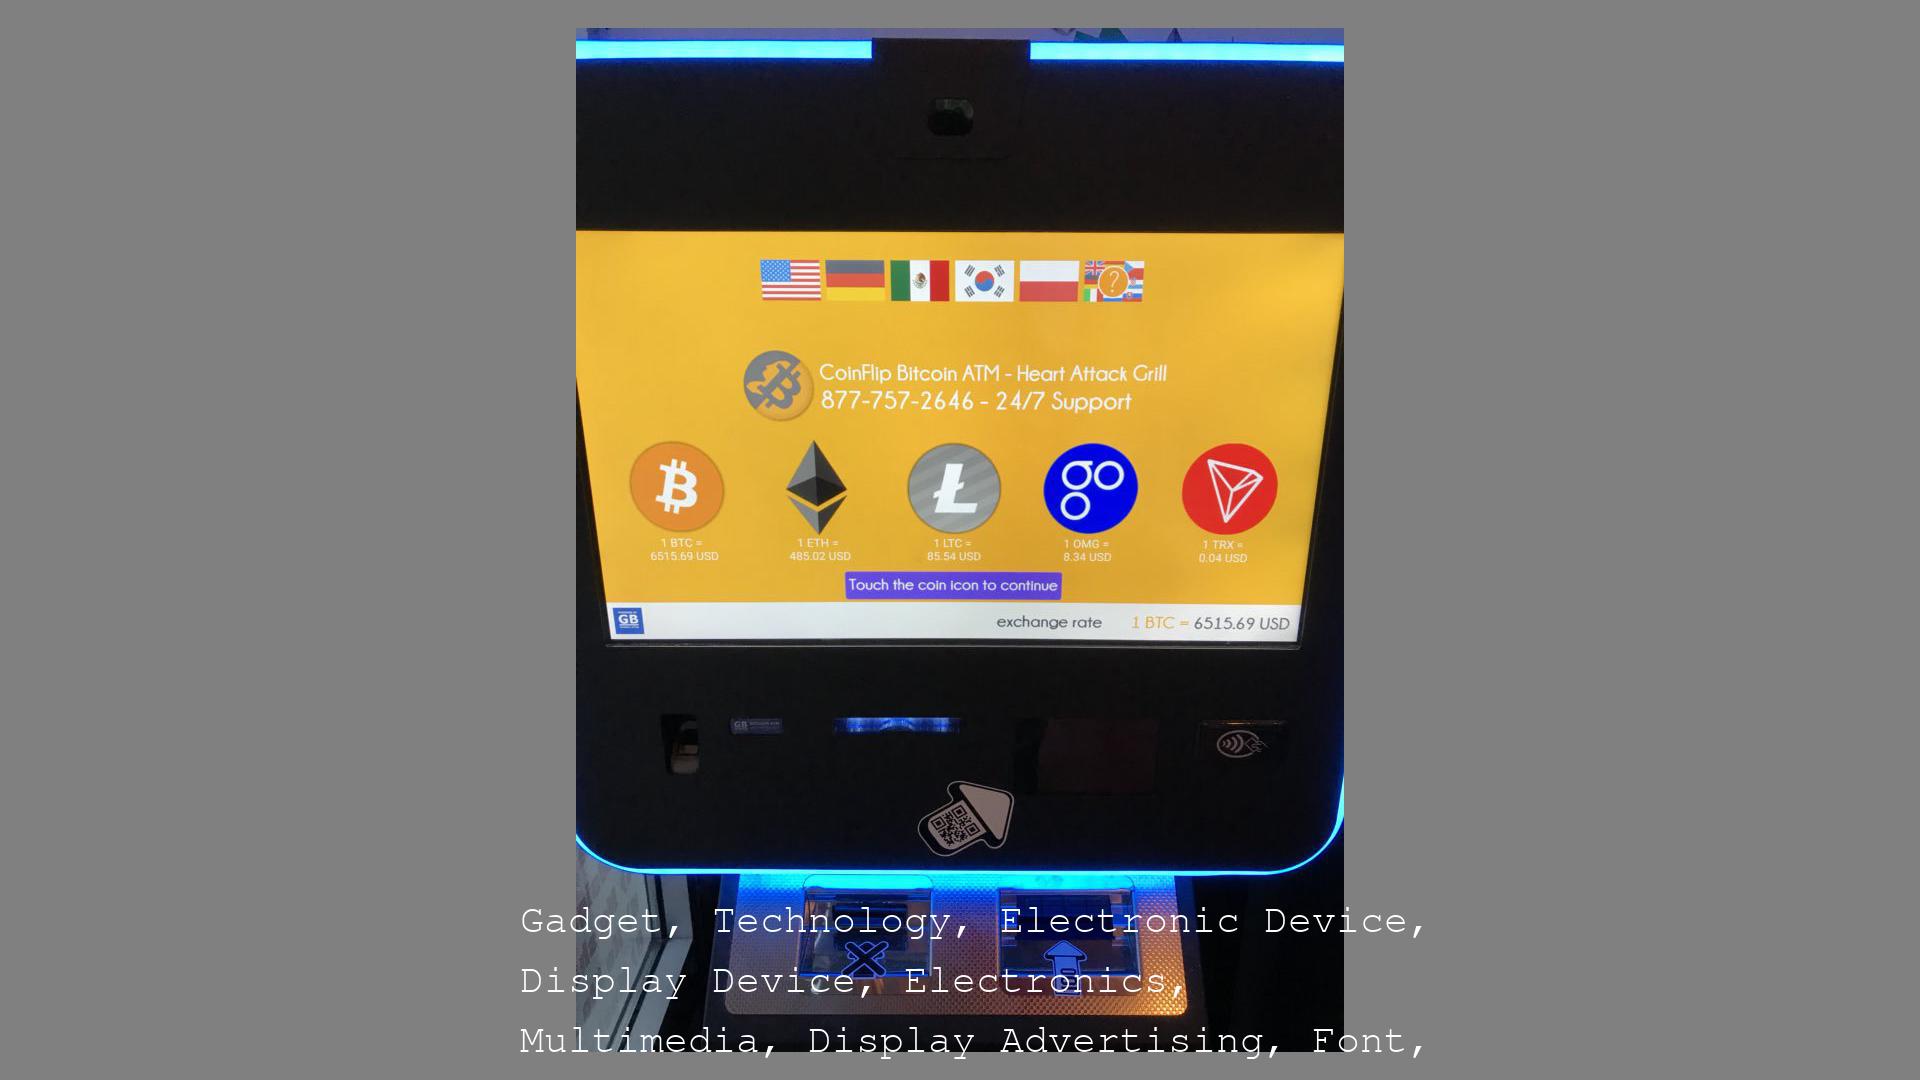 CoinFlip Bitcoin ATM - Heart Attack Grill
877-757-2646 - 24/7 Support
1 BTC =
6515.69 USD
1 ETH =
485.02 USD
1 LTC =
85.54 USD
1 OMG =
8.34 USD
1 TRX =
0.04 USD
Touch the coin icon to continue
GB
exchange rate 1 BTC = 6515.69 USD
GB
Gadget, Technology, Electronic Device,
Display Device, Electronics,
Multimedia, Display Advertising, Font,